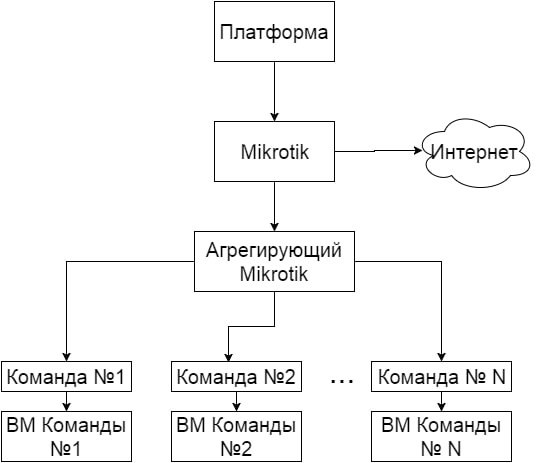 Платформа
Mikrotik
Интернет
Агрегирующий
Mikrotik
Команда №1
Команда №2
...
Команда № N
ВМ Команды
№1
ВМ Команды
№2
ВМ Команды
№ N